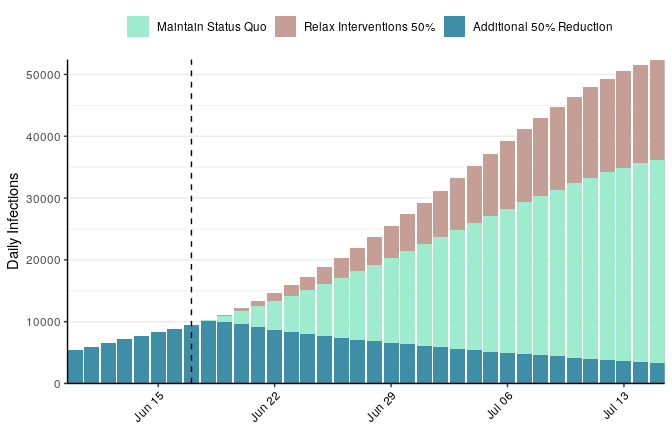 Maintain Status Quo Relax Interventions 50% Additional 50% Reduction
Daily Infections
50000
40000
30000
20000
10000
0
Jun 15 Jun 22 Jun 29 Jul 06 Jul 13